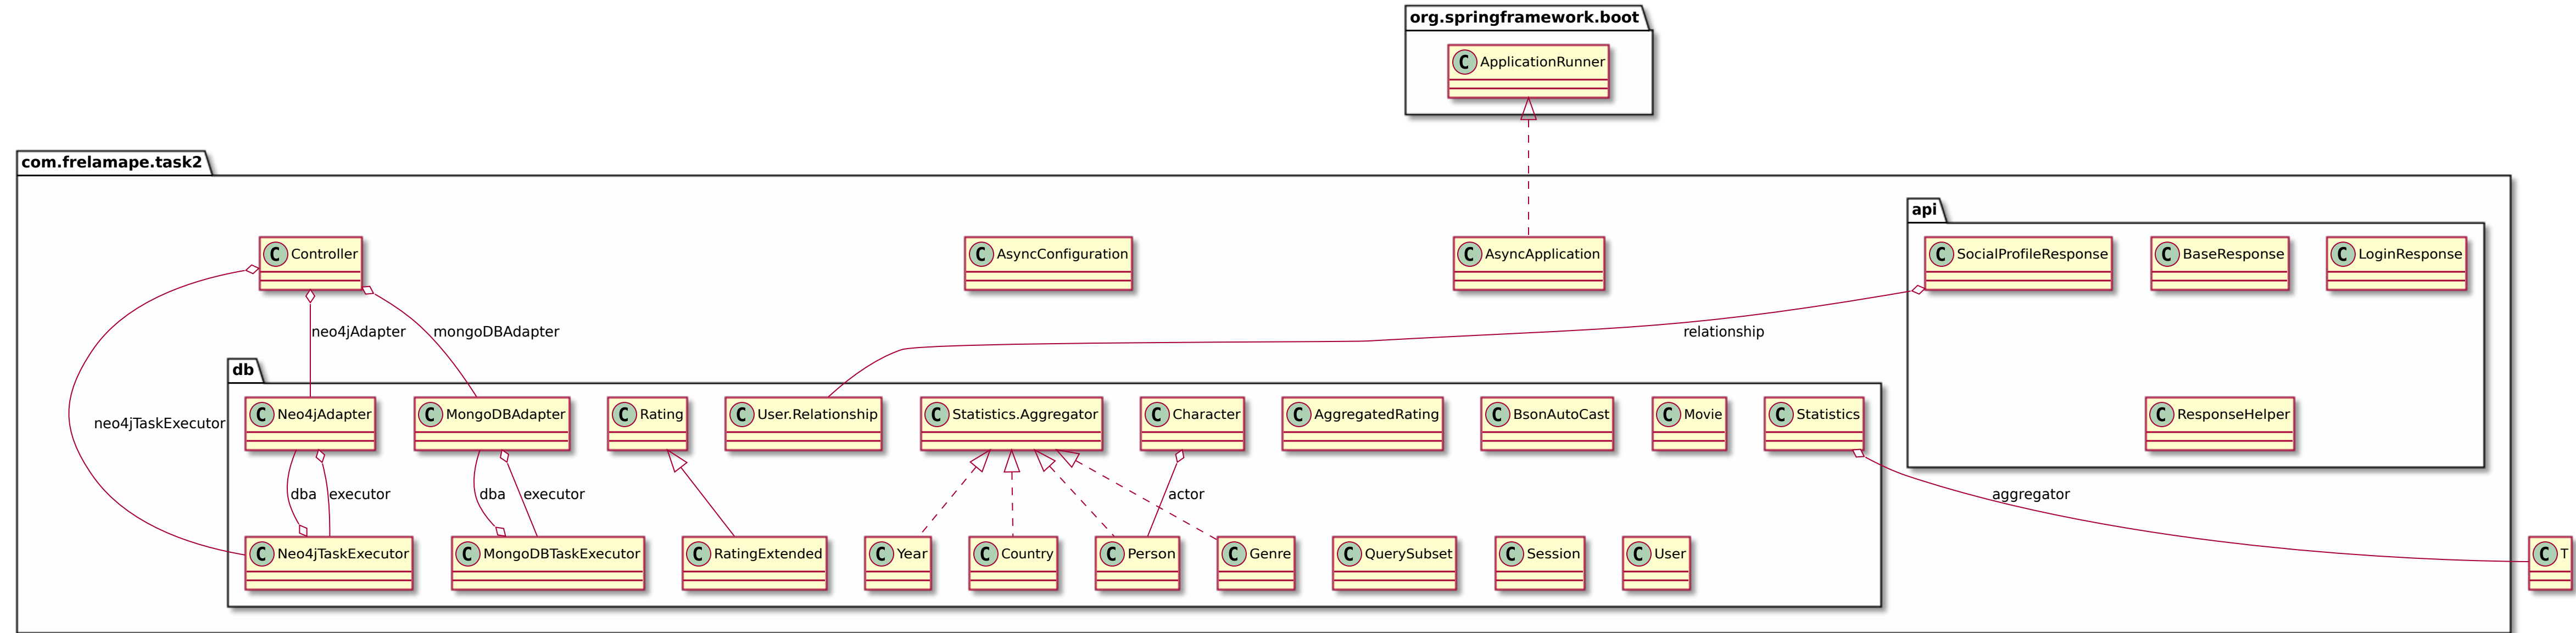 org.springframework.boot
C ApplicationRunner
com.frelamape.task2
api
C Controller
C AsyncConfiguration
C AsyncApplication
C SocialProfileResponse
C BaseResponse
C LoginResponse
neo4jAdapter
mongoDBAdapter
relationship
db
C Neo4jAdapter
C MongoDBAdapter
C Rating
C User.Relationship
C Statistics.Aggregator
C Character
C AggregatedRating
C BsonAutoCast
C Movie
C Statistics
C ResponseHelper
neo4jTaskExecutor
dba
executor
dba
executor
actor
aggregator
C Neo4jTaskExecutor
C MongoDBTaskExecutor
C RatingExtended
C Year
C Country
C Person
C Genre
C QuerySubset
C Session
C User
C T